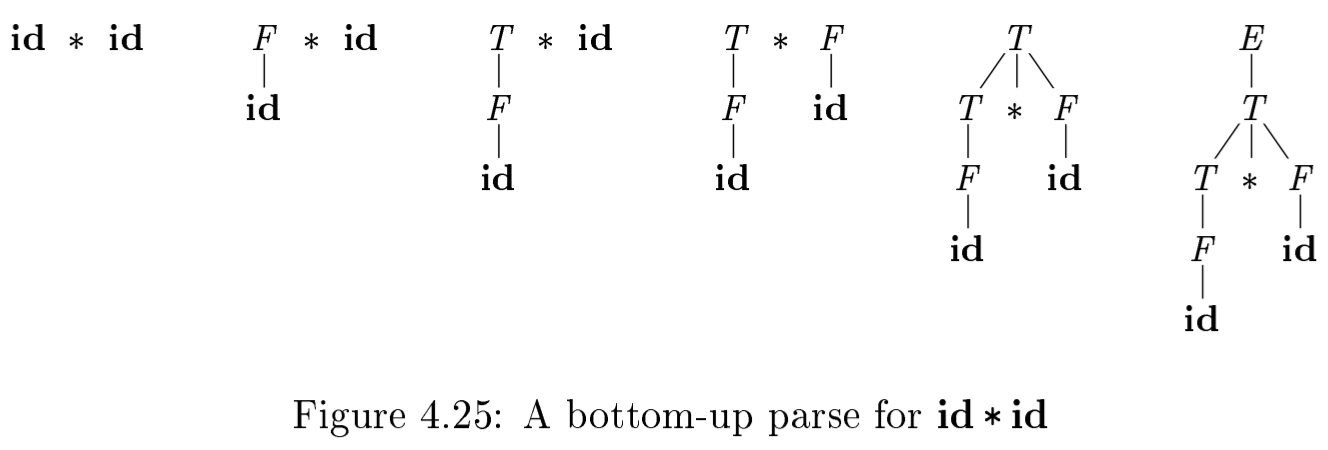 id * id F * id T * id T * F T E
id F F id T * F T
id id F id T * F
id F id
id
Figure 4.25: A bottom-up parse for id * id